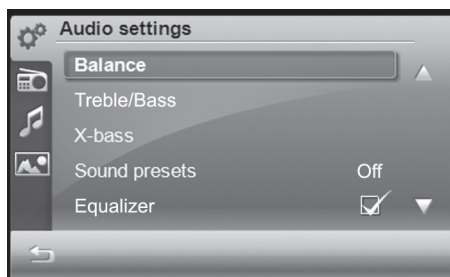 Audio settings
Balance
Treble/Bass
X-bass
Sound presets Off
Equalizer